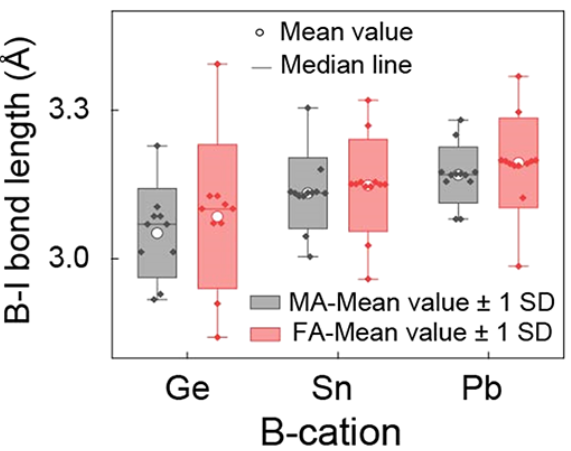 Mean value
Median line
B-I bond length (Å)
3.3
3.0
MA-Mean value ± 1 SD
FA-Mean value ± 1 SD
Ge Sn Pb
B-cation